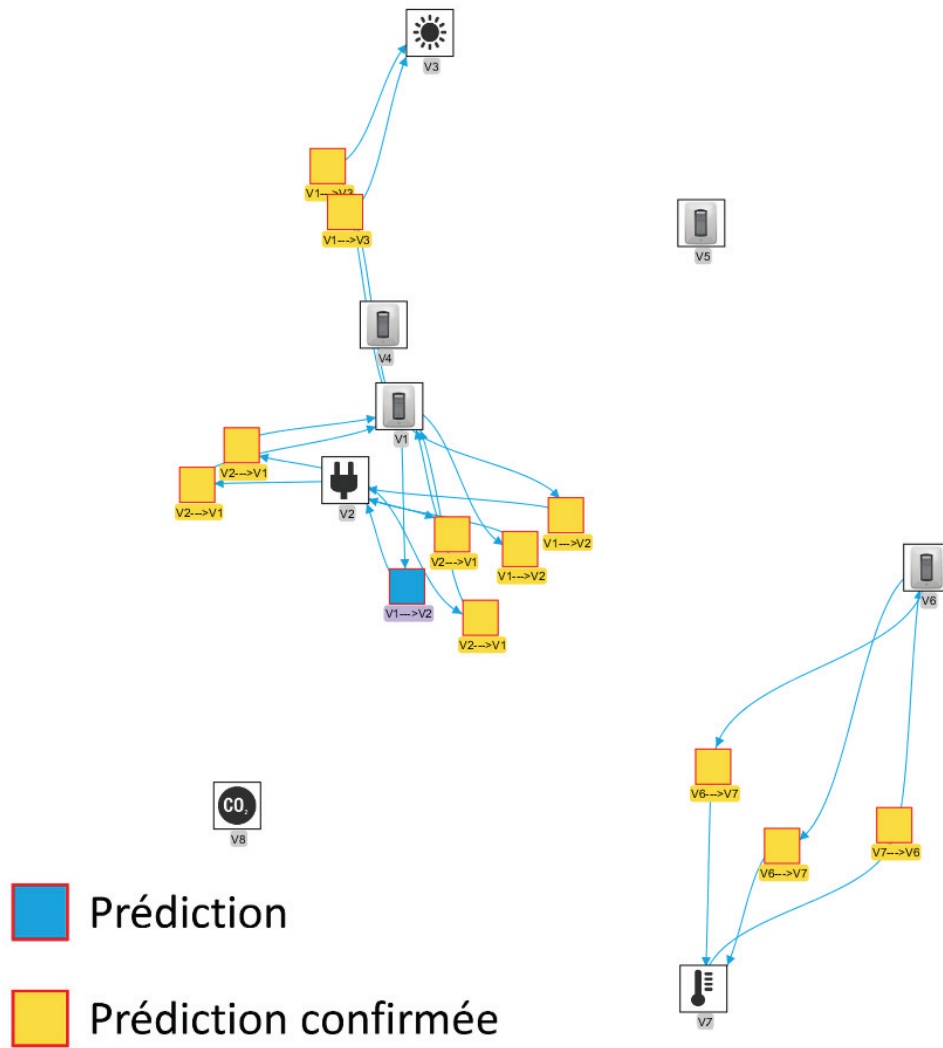 V3
V1--->V3
V1--->V3
V5
V4
V1
V2--->V1
V2--->V1
V2
V1--->V2
V2--->V1
V1--->V2
V1--->V2
V2--->V1
V6
V6--->V7
CO₂
V8
V6--->V7
V7--->V6
Prédiction
V7
Prédiction confirmée